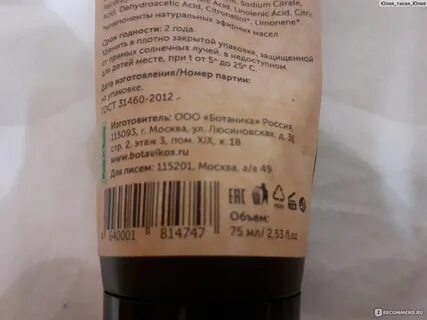 Юлия_такая_Юлия
Acid, Linolenic Acid, Citric
Acid, Dehydroacetic Acid, Citronellol*, Limonene*.
*компоненты натуральных эфирных масел
Срок годности: 2 года.
Хранить в плотно закрытой упаковке, защищенной
от прямых солнечных лучей, в недоступном
для детей месте, при t от 5° до 25° C.
Дата изготовления/Номер партии:
на упаковке.
ГОСТ 31460-2012
Изготовитель: ООО «Ботаника» Россия,
115093, г. Москва, ул. Люсиновская, д. 36,
стр. 2, этаж 3, пом. XIX, к. 18
www.botavikos.ru
Для писем: 115201, Москва, а/я 49
EAC
Объем:
75 мл/ 2,53 fl.oz
4 640001 814747
IRECOMMEND.RU